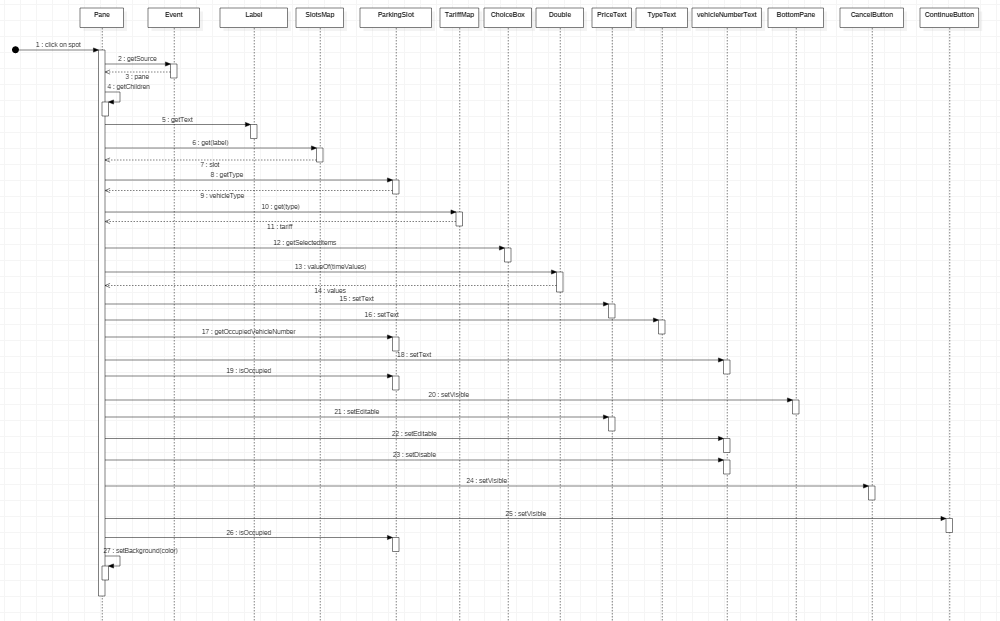 Pane Event Label SlotsMap ParkingSlot TariffMap ChoiceBox Double PriceText TypeText vehicleNumberText BottomPane CancelButton ContinueButton
1 : click on spot
2 : getSource
3 : pane
4 : getChildren
5 : getText
6 : get(label)
7 : slot
8 : getType
9 : vehicleType
10 : get(type)
11 : tariff
12 : getSelectedItems
13 : valueOf(timeValues)
14 : values
15 : setText
16 : setText
17 : getOccupiedVehicleNumber
18 : setText
19 : isOccupied
20 : setVisible
21 : setEditable
22 : setEditable
23 : setDisable
24 : setVisible
25 : setVisible
26 : isOccupied
27 : setBackground(color)